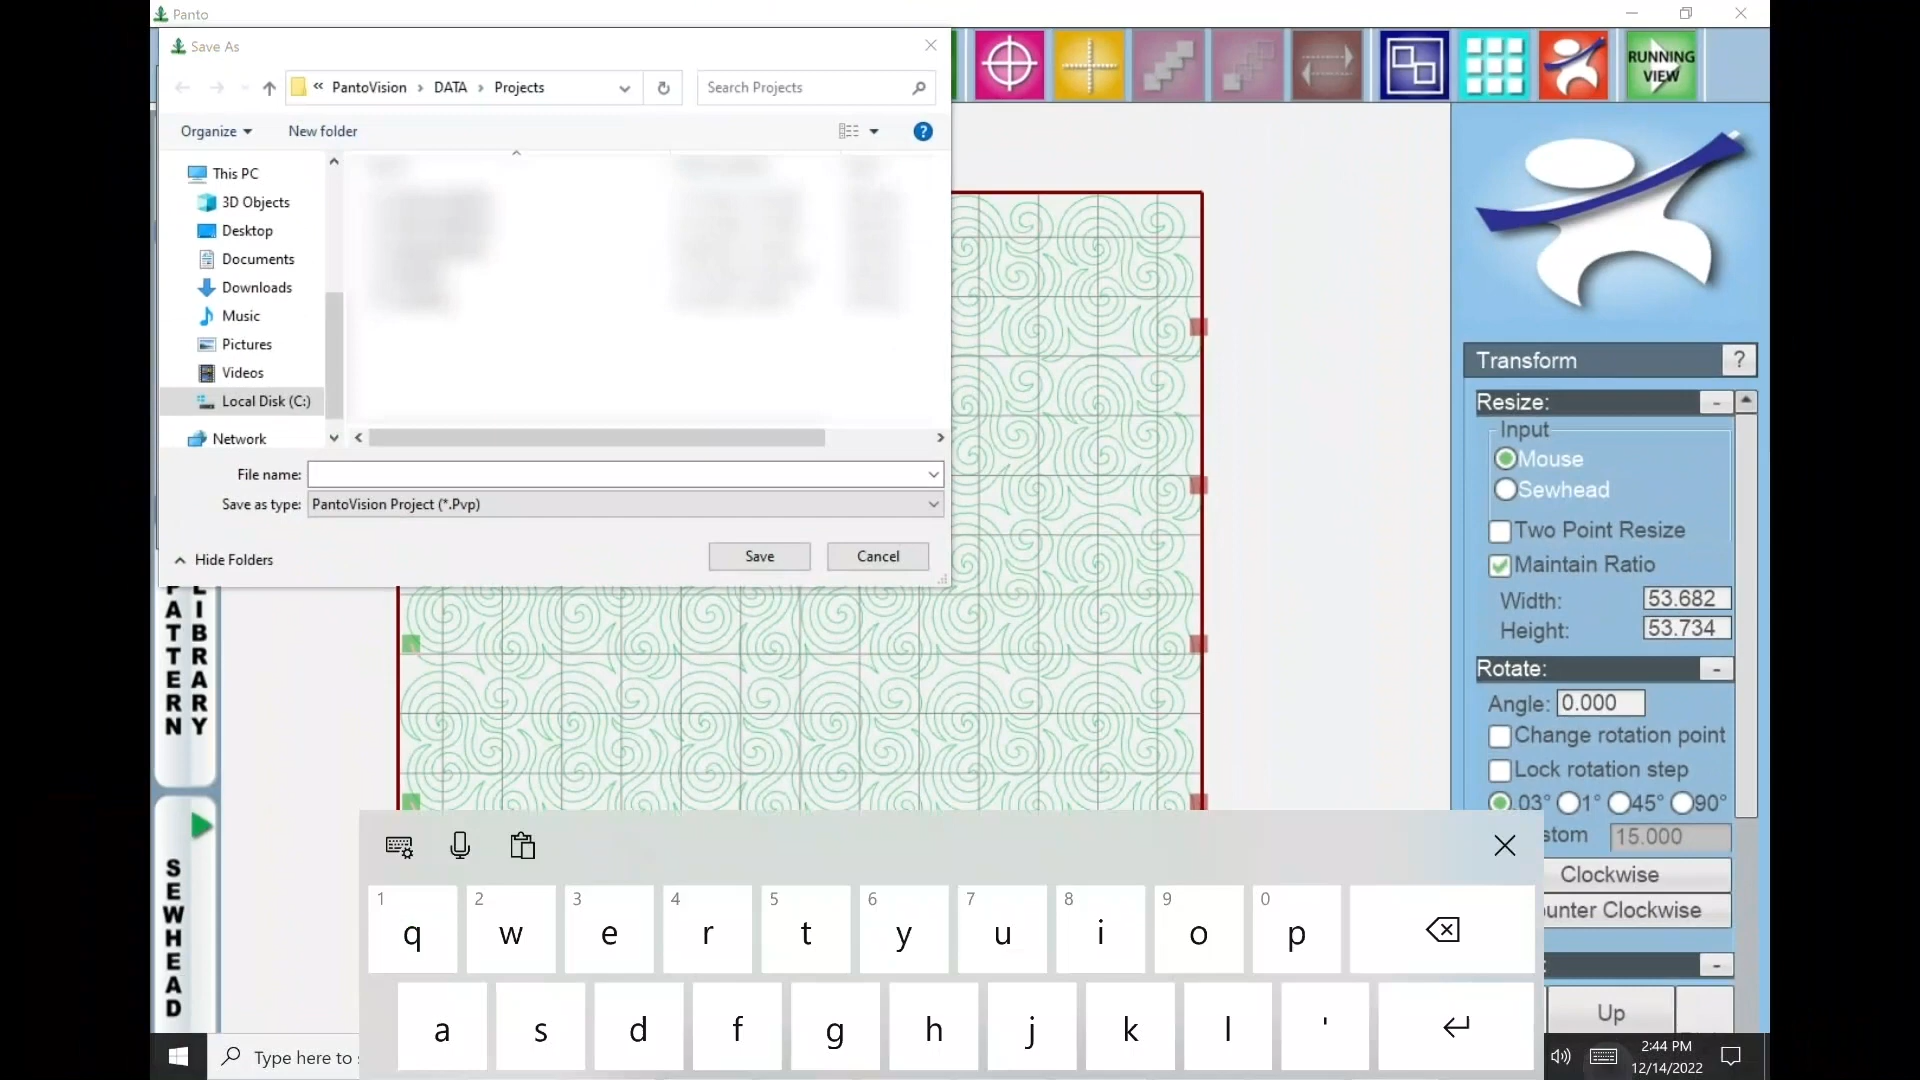 Panto
Save As
PantoVision
DATA
Projects
Search Projects
Organize
New folder
This PC
3D Objects
Desktop
Documents
Downloads
Music
Pictures
Videos
Local Disk (C:)
Network
File name:
Save as type:
PantoVision Project (*.Pvp)
Hide Folders
Save
Cancel
RUNNING
VIEW
Transform
?
Resize:
-
Input
Mouse
Sewhead
Two Point Resize
Maintain Ratio
Width:
53.682
Height:
53.734
Rotate:
-
Angle:
0.000
Change rotation point
Lock rotation step
.03°
1°
45°
90°
stom
15.000
Clockwise
unter Clockwise
-
Up
PATTERN
LIBRARY
SEWHEAD
1 2 3 4 5 6 7 8 9 0
q w e r t y u i o p
a s d f g h j k l '
Type here to s
2:44 PM
12/14/2022